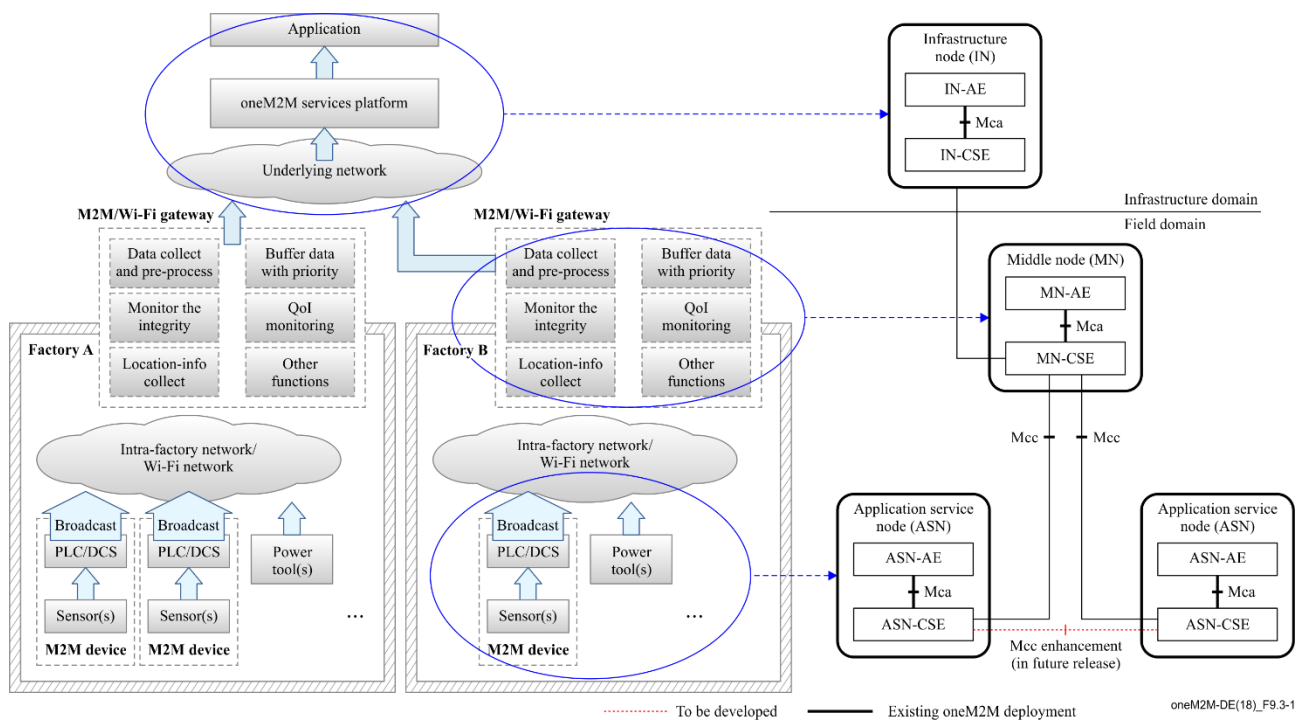 Application
oneM2M services platform
Underlying network
M2M/Wi-Fi gateway
Data collect
and pre-process
Buffer data
with priority
Monitor the
integrity
QoI
monitoring
Location-info
collect
Other
functions
Factory A
Intra-factory network/
Wi-Fi network
Broadcast
PLC/DCS
Sensor(s)
M2M device
Broadcast
PLC/DCS
Sensor(s)
M2M device
Power
tool(s)
...
M2M/Wi-Fi gateway
Data collect
and pre-process
Buffer data
with priority
Monitor the
integrity
QoI
monitoring
Location-info
collect
Other
functions
Factory B
Intra-factory network/
Wi-Fi network
Broadcast
PLC/DCS
Sensor(s)
M2M device
Power
tool(s)
...
Infrastructure
node (IN)
IN-AE
Mca
IN-CSE
Infrastructure domain
Field domain
Middle node (MN)
MN-AE
Mca
MN-CSE
Mcc
Mcc
Application service
node (ASN)
ASN-AE
Mca
ASN-CSE
Application service
node (ASN)
ASN-AE
Mca
ASN-CSE
Mcc enhancement
(in future release)
To be developed
Existing oneM2M deployment
oneM2M-DE(18)_F9.3-1